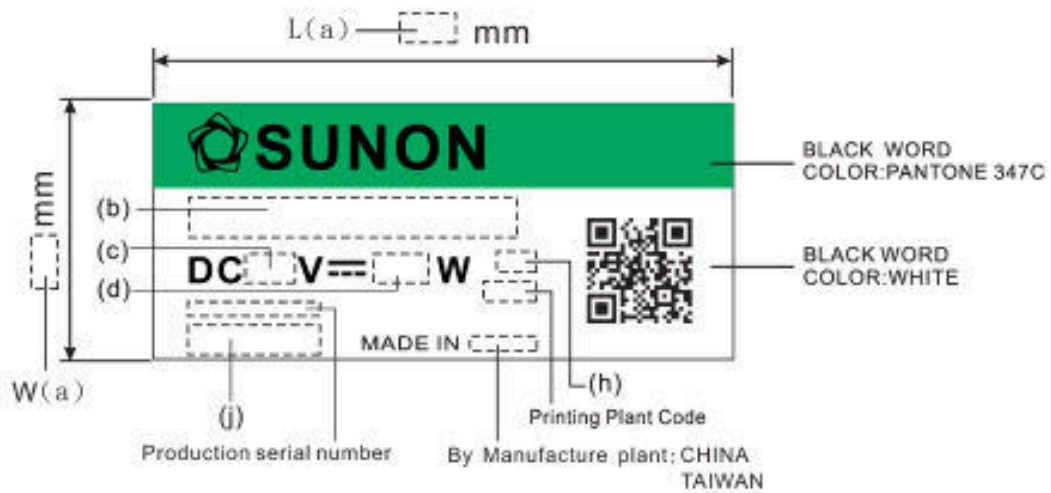 L(a) mm
SUNON
BLACK WORD
COLOR:PANTONE 347C
mm
(b)
(c)
DC V W
(d)
BLACK WORD
COLOR:WHITE
MADE IN
W(a)
(j)
(h)
Printing Plant Code
Production serial number
By Manufacture plant; CHINA
TAIWAN